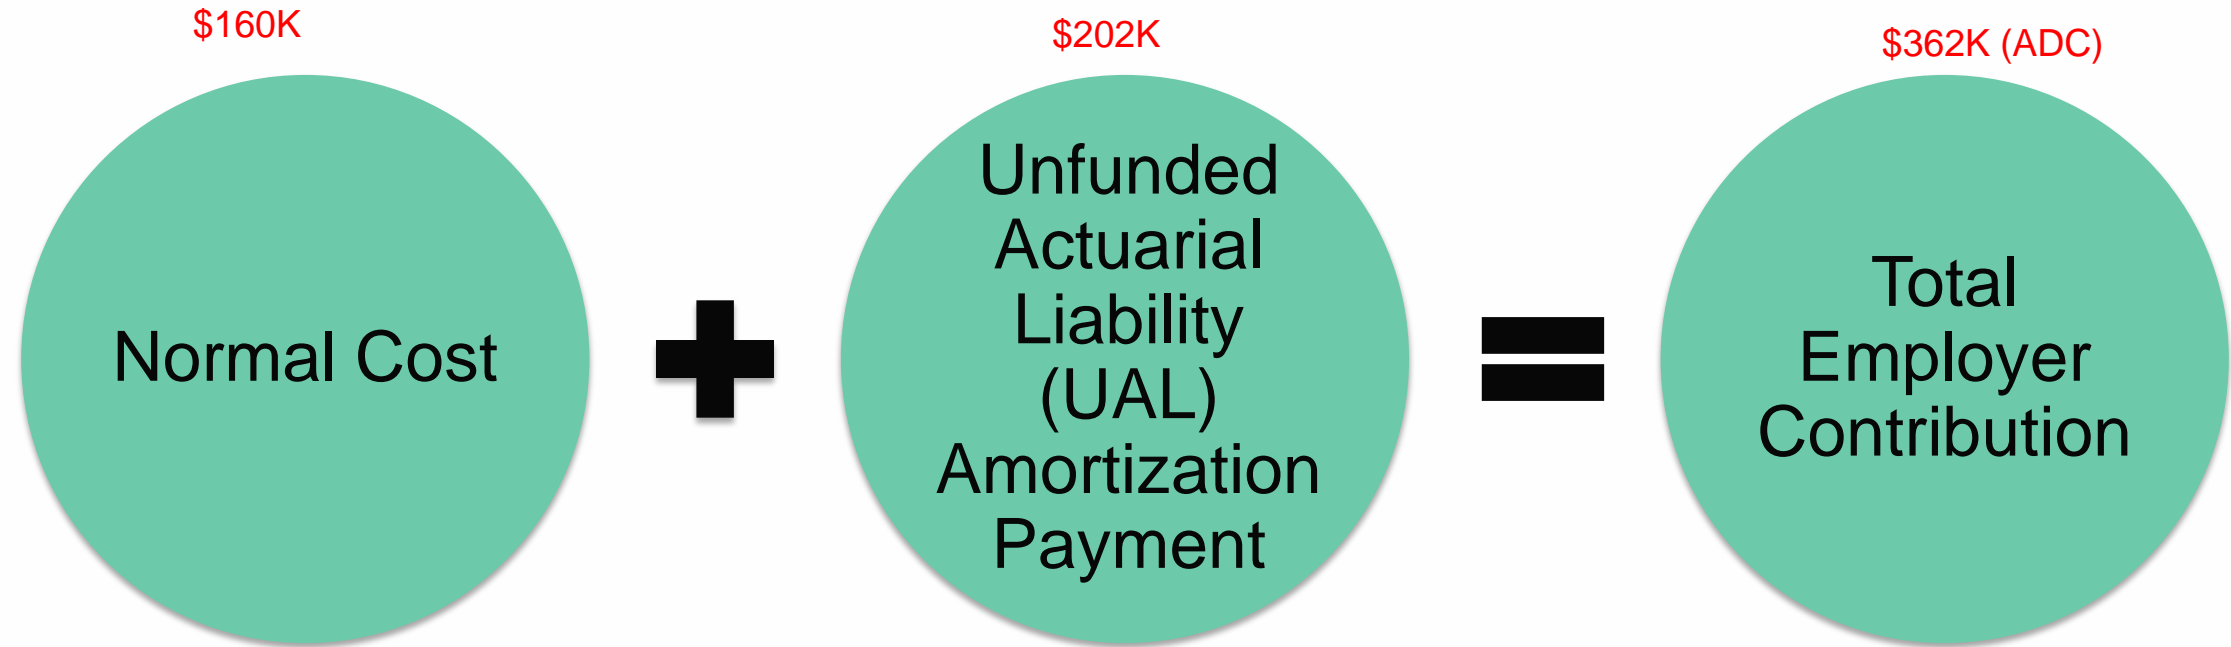 $160K
$202K
$362K (ADC)
Normal Cost
Unfunded
Actuarial
Liability
(UAL)
Amortization
Payment
Total
Employer
Contribution